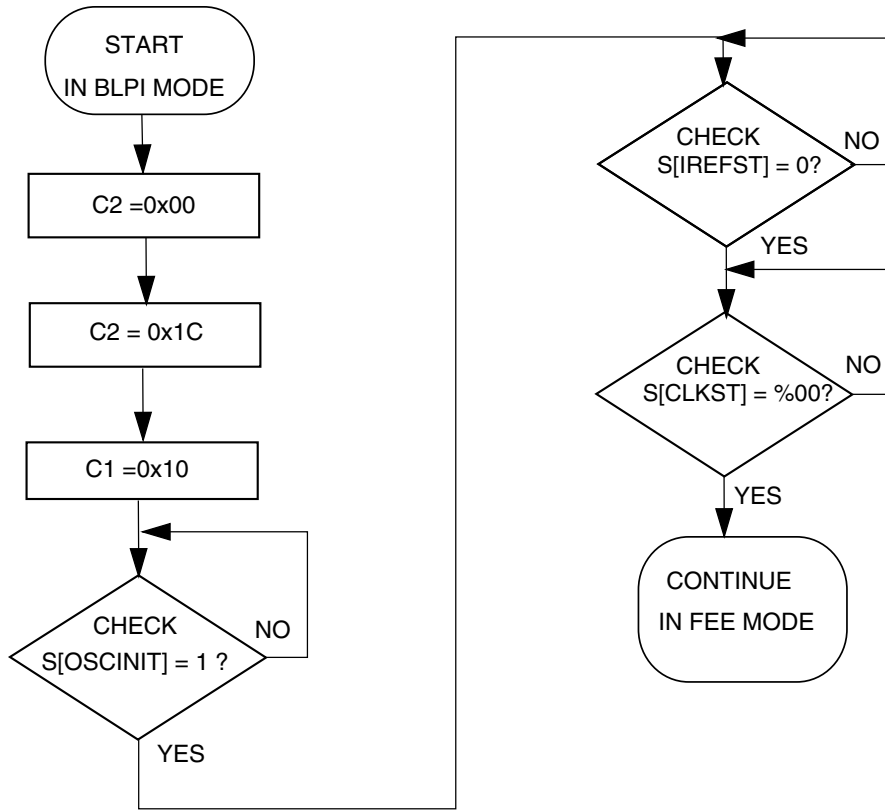 START
IN BLPI MODE
C2 =0x00
C2 = 0x1C
C1 =0x10
CHECK
S[OSCINIT] = 1 ?
NO
YES
CHECK
S[IREFST] = 0?
NO
YES
CHECK
S[CLKST] = %00?
NO
YES
CONTINUE
IN FEE MODE